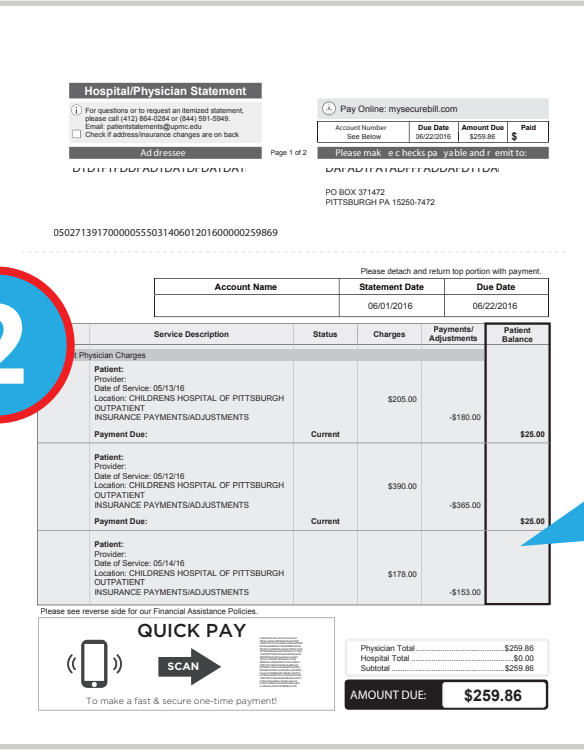 Hospital/Physician Statement
For questions or to request an itemized statement,
please call (412) 864-0284 or (844) 591-5949.
Email: patientstatements@upmc.edu
Check if address/insurance changes are on back
Pay Online: mysecurebill.com
Account Number Due Date Amount Due Paid
See Below 06/22/2016 $259.86 $
Ad dressee
Page 1 of 2
Please mak e c hecks pa yable and r emit to:
PO BOX 371472
PITTSBURGH PA 15250-7472
0502713917000005550314060120160000025986９
Please detach and return top portion with payment.
Account Name Statement Date Due Date
06/01/2016 06/22/2016
2
Service Description Status Charges Payments/ Adjustments Patient Balance
t Physician Charges
Patient:
Provider:
Date of Service: 05/13/16
Location: CHILDRENS HOSPITAL OF PITTSBURGH $205.00
OUTPATIENT
INSURANCE PAYMENTS/ADJUSTMENTS -$180.00
Payment Due: Current $25.00
Patient:
Provider:
Date of Service: 05/12/16
Location: CHILDRENS HOSPITAL OF PITTSBURGH $390.00
OUTPATIENT
INSURANCE PAYMENTS/ADJUSTMENTS -$365.00
Payment Due: Current $25.00
Patient:
Provider:
Date of Service: 05/14/16
Location: CHILDRENS HOSPITAL OF PITTSBURGH $178.00
OUTPATIENT
INSURANCE PAYMENTS/ADJUSTMENTS -$153.00
Please see reverse side for our Financial Assistance Policies.
QUICK PAY
SCAN
To make a fast & secure one-time payment!
Physician Total $259.86
Hospital Total $0.00
Subtotal $259.86
AMOUNT DUE: $259.86